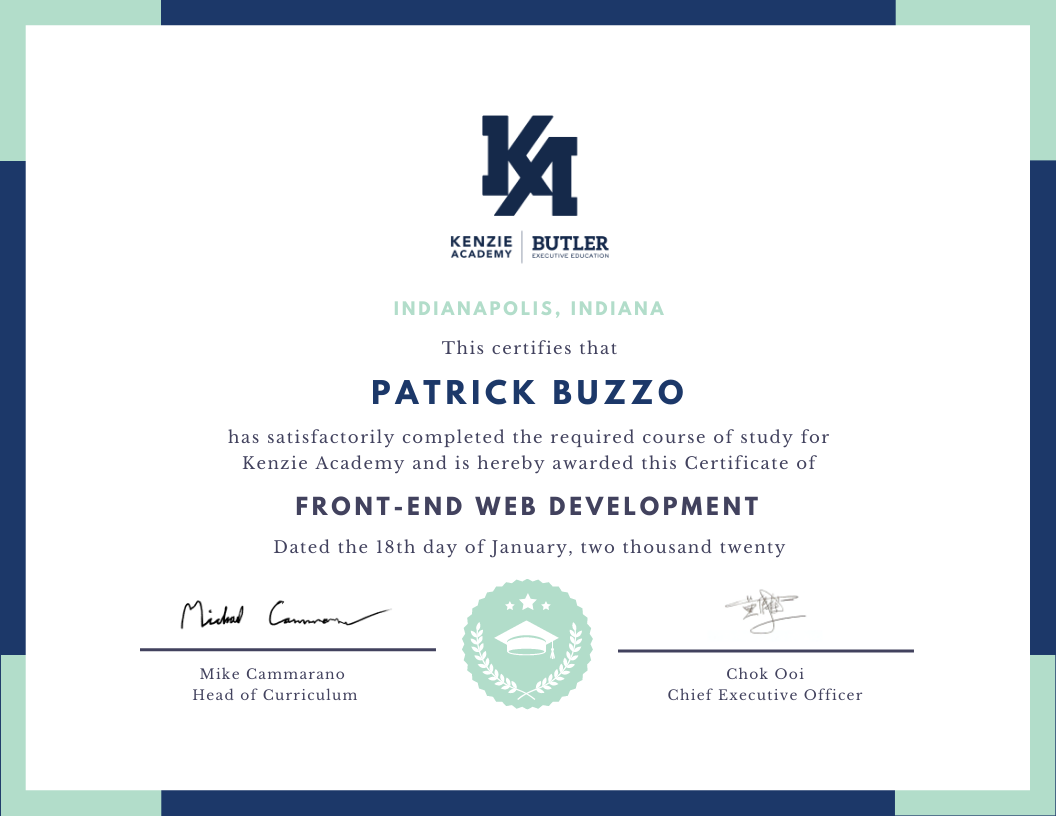 KA
KENZIE ACADEMY | BUTLER EXECUTIVE EDUCATION
INDIANAPOLIS, INDIANA
This certifies that
PATRICK BUZZO
has satisfactorily completed the required course of study for
Kenzie Academy and is hereby awarded this Certificate of
FRONT-END WEB DEVELOPMENT
Dated the 18th day of January, two thousand twenty
Michael Cammarano
Mike Cammarano
Head of Curriculum
Chok Ooi
Chief Executive Officer